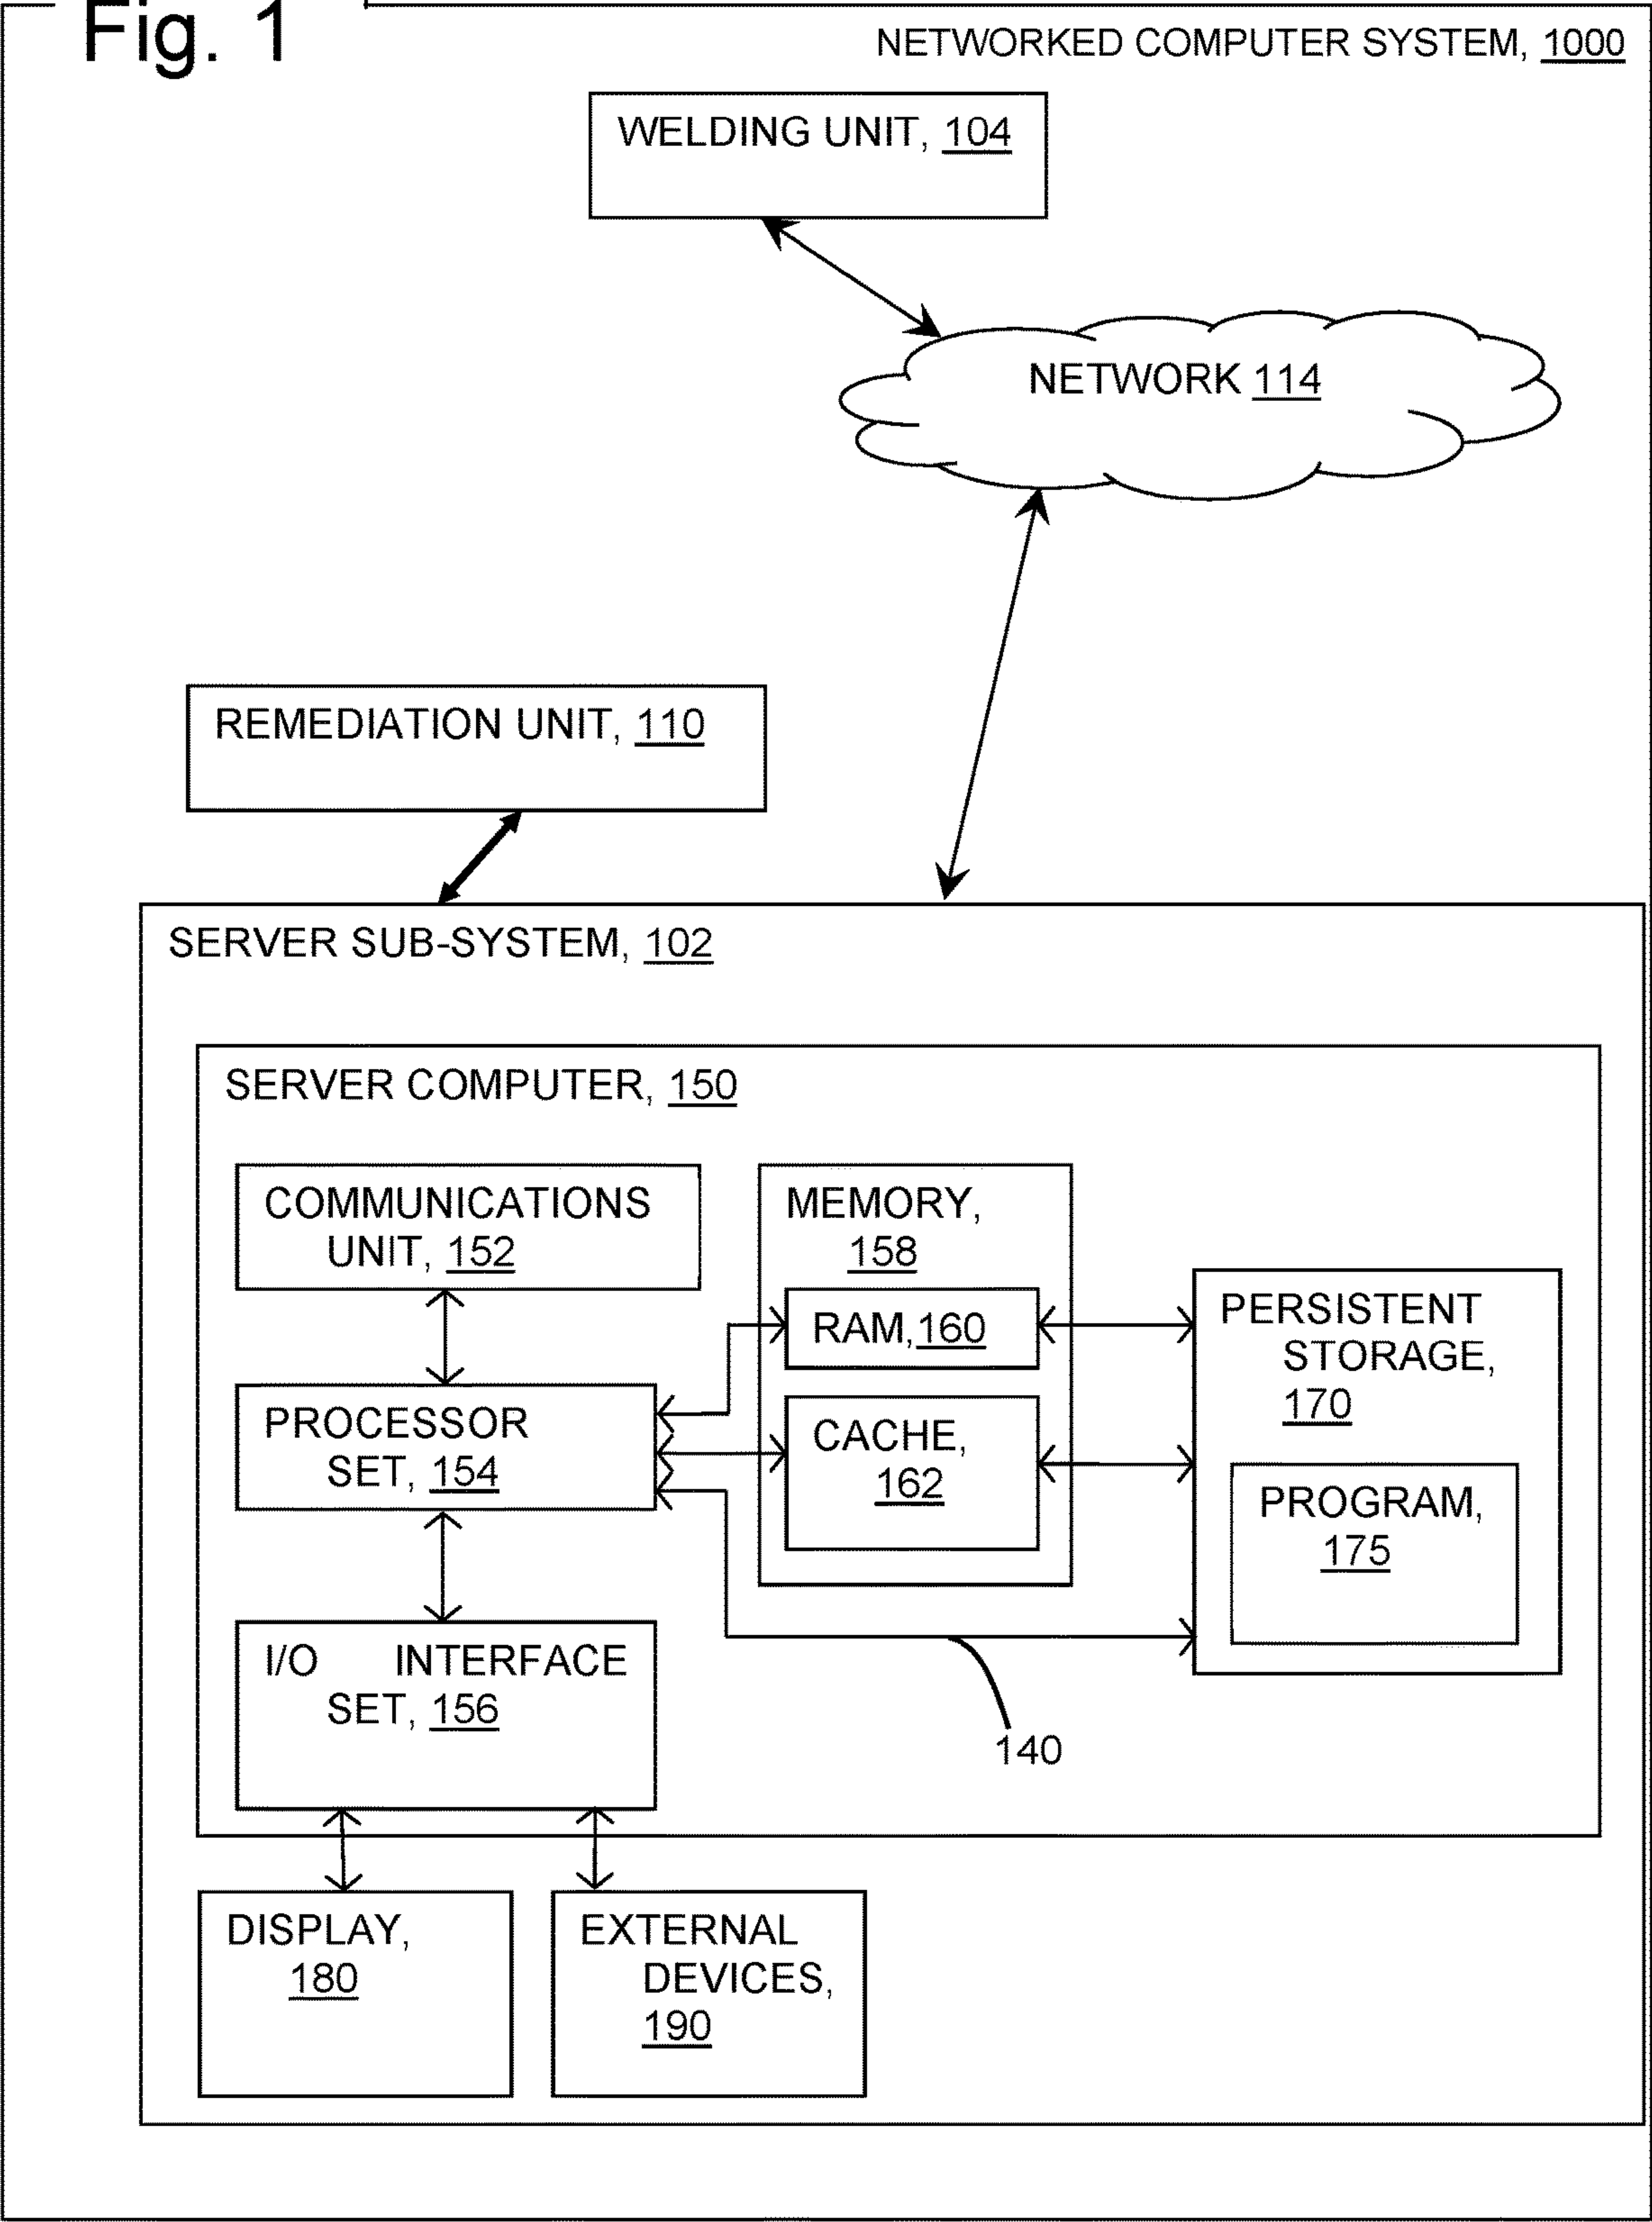 Fig. 1
NETWORKED COMPUTER SYSTEM, 1000
WELDING UNIT, 104
NETWORK 114
REMEDIATION UNIT, 110
SERVER SUB-SYSTEM, 102
SERVER COMPUTER, 150
COMMUNICATIONS
UNIT, 152
MEMORY,
158
RAM, 160
PERSISTENT
STORAGE,
170
PROCESSOR
SET, 154
CACHE,
162
PROGRAM,
175
I/O INTERFACE
SET, 156
140
DISPLAY,
180
EXTERNAL
DEVICES,
190